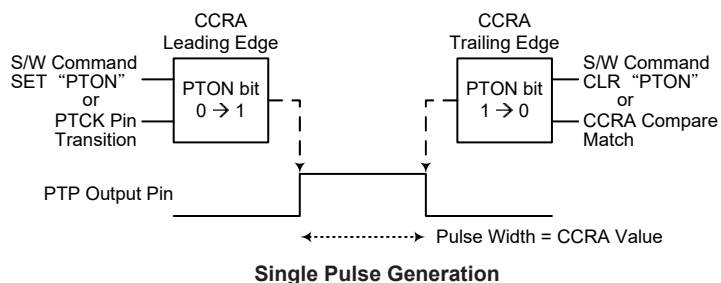 CCRA
Leading Edge
S/W Command
SET “PTON”
or
PTCK Pin
Transition
PTON bit
0 → 1
CCRA
Trailing Edge
PTON bit
1 → 0
S/W Command
CLR “PTON”
or
CCRA Compare
Match
PTP Output Pin
Pulse Width = CCRA Value
Single Pulse Generation